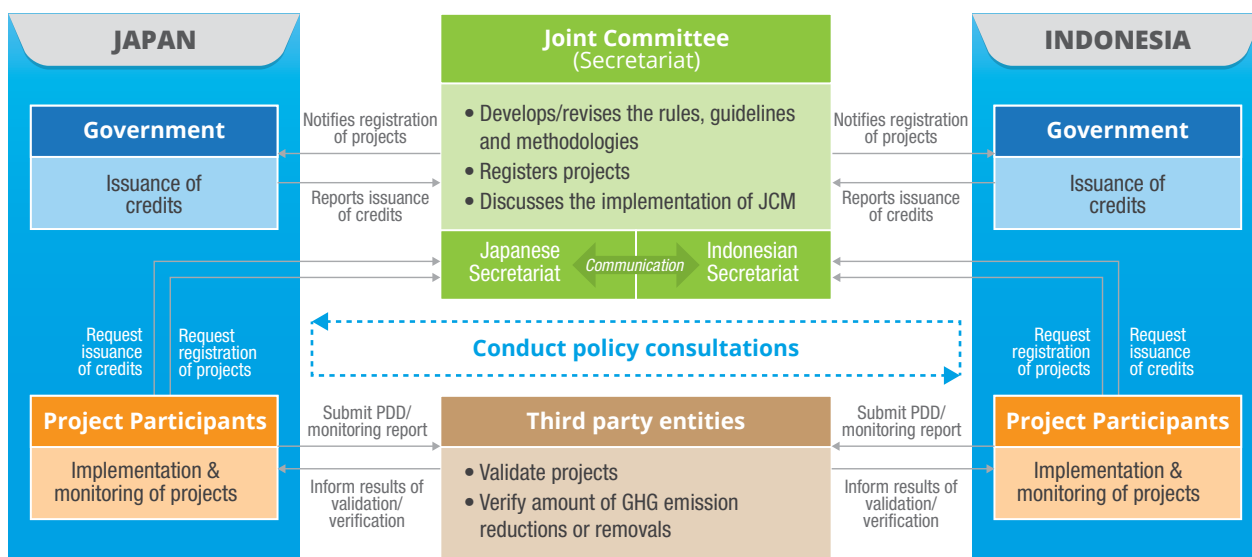 JAPAN
Government
Issuance of
credits
Notifies registration
of projects
Reports issuance
of credits
Joint Committee
(Secretariat)
• Develops/revises the rules, guidelines
and methodologies
• Registers projects
• Discusses the implementation of JCM
Japanese
Secretariat
Communication
Indonesian
Secretariat
INDONESIA
Notifies registration
of projects
Reports issuance
of credits
Government
Issuance of
credits
Request
issuance
of credits
Request
registration
of projects
Conduct policy consultations
Request
registration
of projects
Request
issuance
of credits
Project Participants
Implementation &
monitoring of projects
Submit PDD/
monitoring report
Inform results of
validation/
verification
Third party entities
• Validate projects
• Verify amount of GHG emission
reductions or removals
Submit PDD/
monitoring report
Inform results of
validation/
verification
Project Participants
Implementation &
monitoring of projects